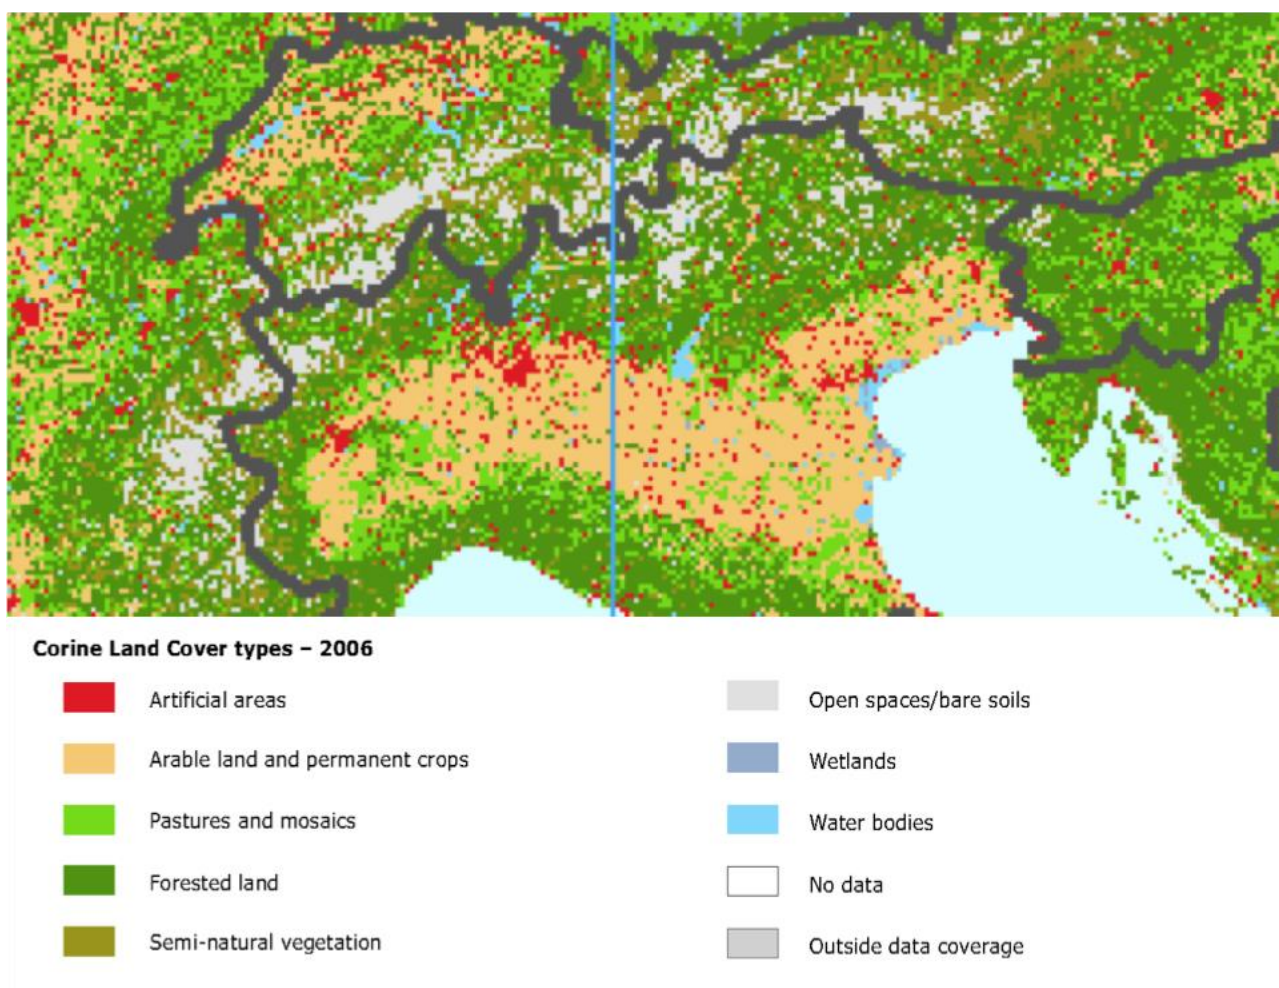 Corine Land Cover types – 2006
Artificial areas
Arable land and permanent crops
Pastures and mosaics
Forested land
Semi-natural vegetation
Open spaces/bare soils
Wetlands
Water bodies
No data
Outside data coverage